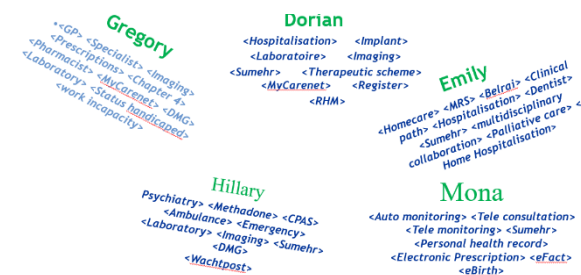 Gregory
•<GP> <Specialist> <Imaging>
<Prescriptions> <Chapter 4>
<Pharmacist> <MyCarenet> <DMG>
<Laboratory> <Status handicaped>
<work incapacity>
Dorian
<Hospitalisation> <Implant>
<Laboratoire> <Imaging>
<Sumehr> <Therapeutic scheme>
<MyCarenet> <Register>
<RHM>
Emily
<Homecare> <MRS> <Belrai> <Clinical
path> <Hospitalisation> <Dentist>
<Sumehr> <multidisciplinary
collaboration> <Palliative care> <
Home Hospitalisation>
Hillary
Psychiatry> <Methadone> <CPAS>
<Ambulance> <Emergency>
<Laboratory> <Imaging> <Sumehr>
<DMG>
<Wachtpost>
Mona
<Auto monitoring> <Tele consultation>
<Tele monitoring> <Sumehr>
<Personal health record>
<Electronic Prescription> <eFact>
<eBirth>